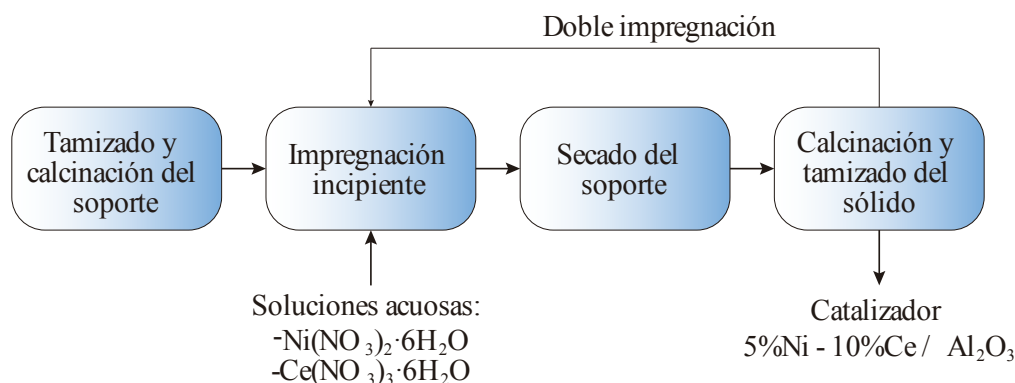 Doble impregnación
Tamizado y
calcinación del
soporte
Impregnación
incipiente
Secado del
soporte
Calcinación y
tamizado del
sólido
Soluciones acuosas:
-Ni(NO₃)₂·6H₂O
-Ce(NO₃)₃·6H₂O
Catalizador
5%Ni - 10%Ce / Al₂O₃